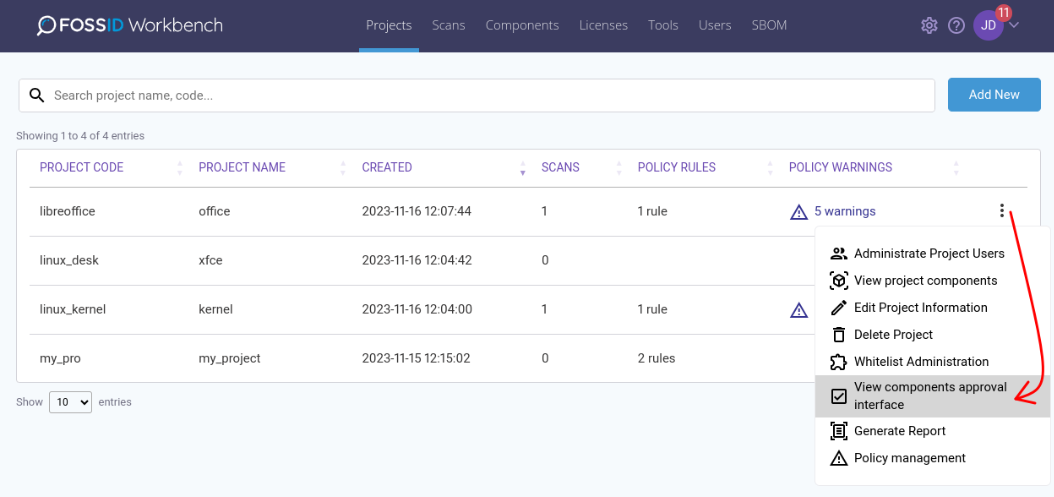 FOSSID Workbench
Projects Scans Components Licenses Tools Users SBOM
JD 11
Search project name, code...
Add New
Showing 1 to 4 of 4 entries
PROJECT CODE PROJECT NAME CREATED SCANS POLICY RULES POLICY WARNINGS
libreoffice office 2023-11-16 12:07:44 1 1 rule 5 warnings
linux_desk xfce 2023-11-16 12:04:42 0
linux_kernel kernel 2023-11-16 12:04:00 1 1 rule
my_pro my_project 2023-11-15 12:15:02 0 2 rules
Show 10 entries
Administrate Project Users
View project components
Edit Project Information
Delete Project
Whitelist Administration
View components approval
interface
Generate Report
Policy management